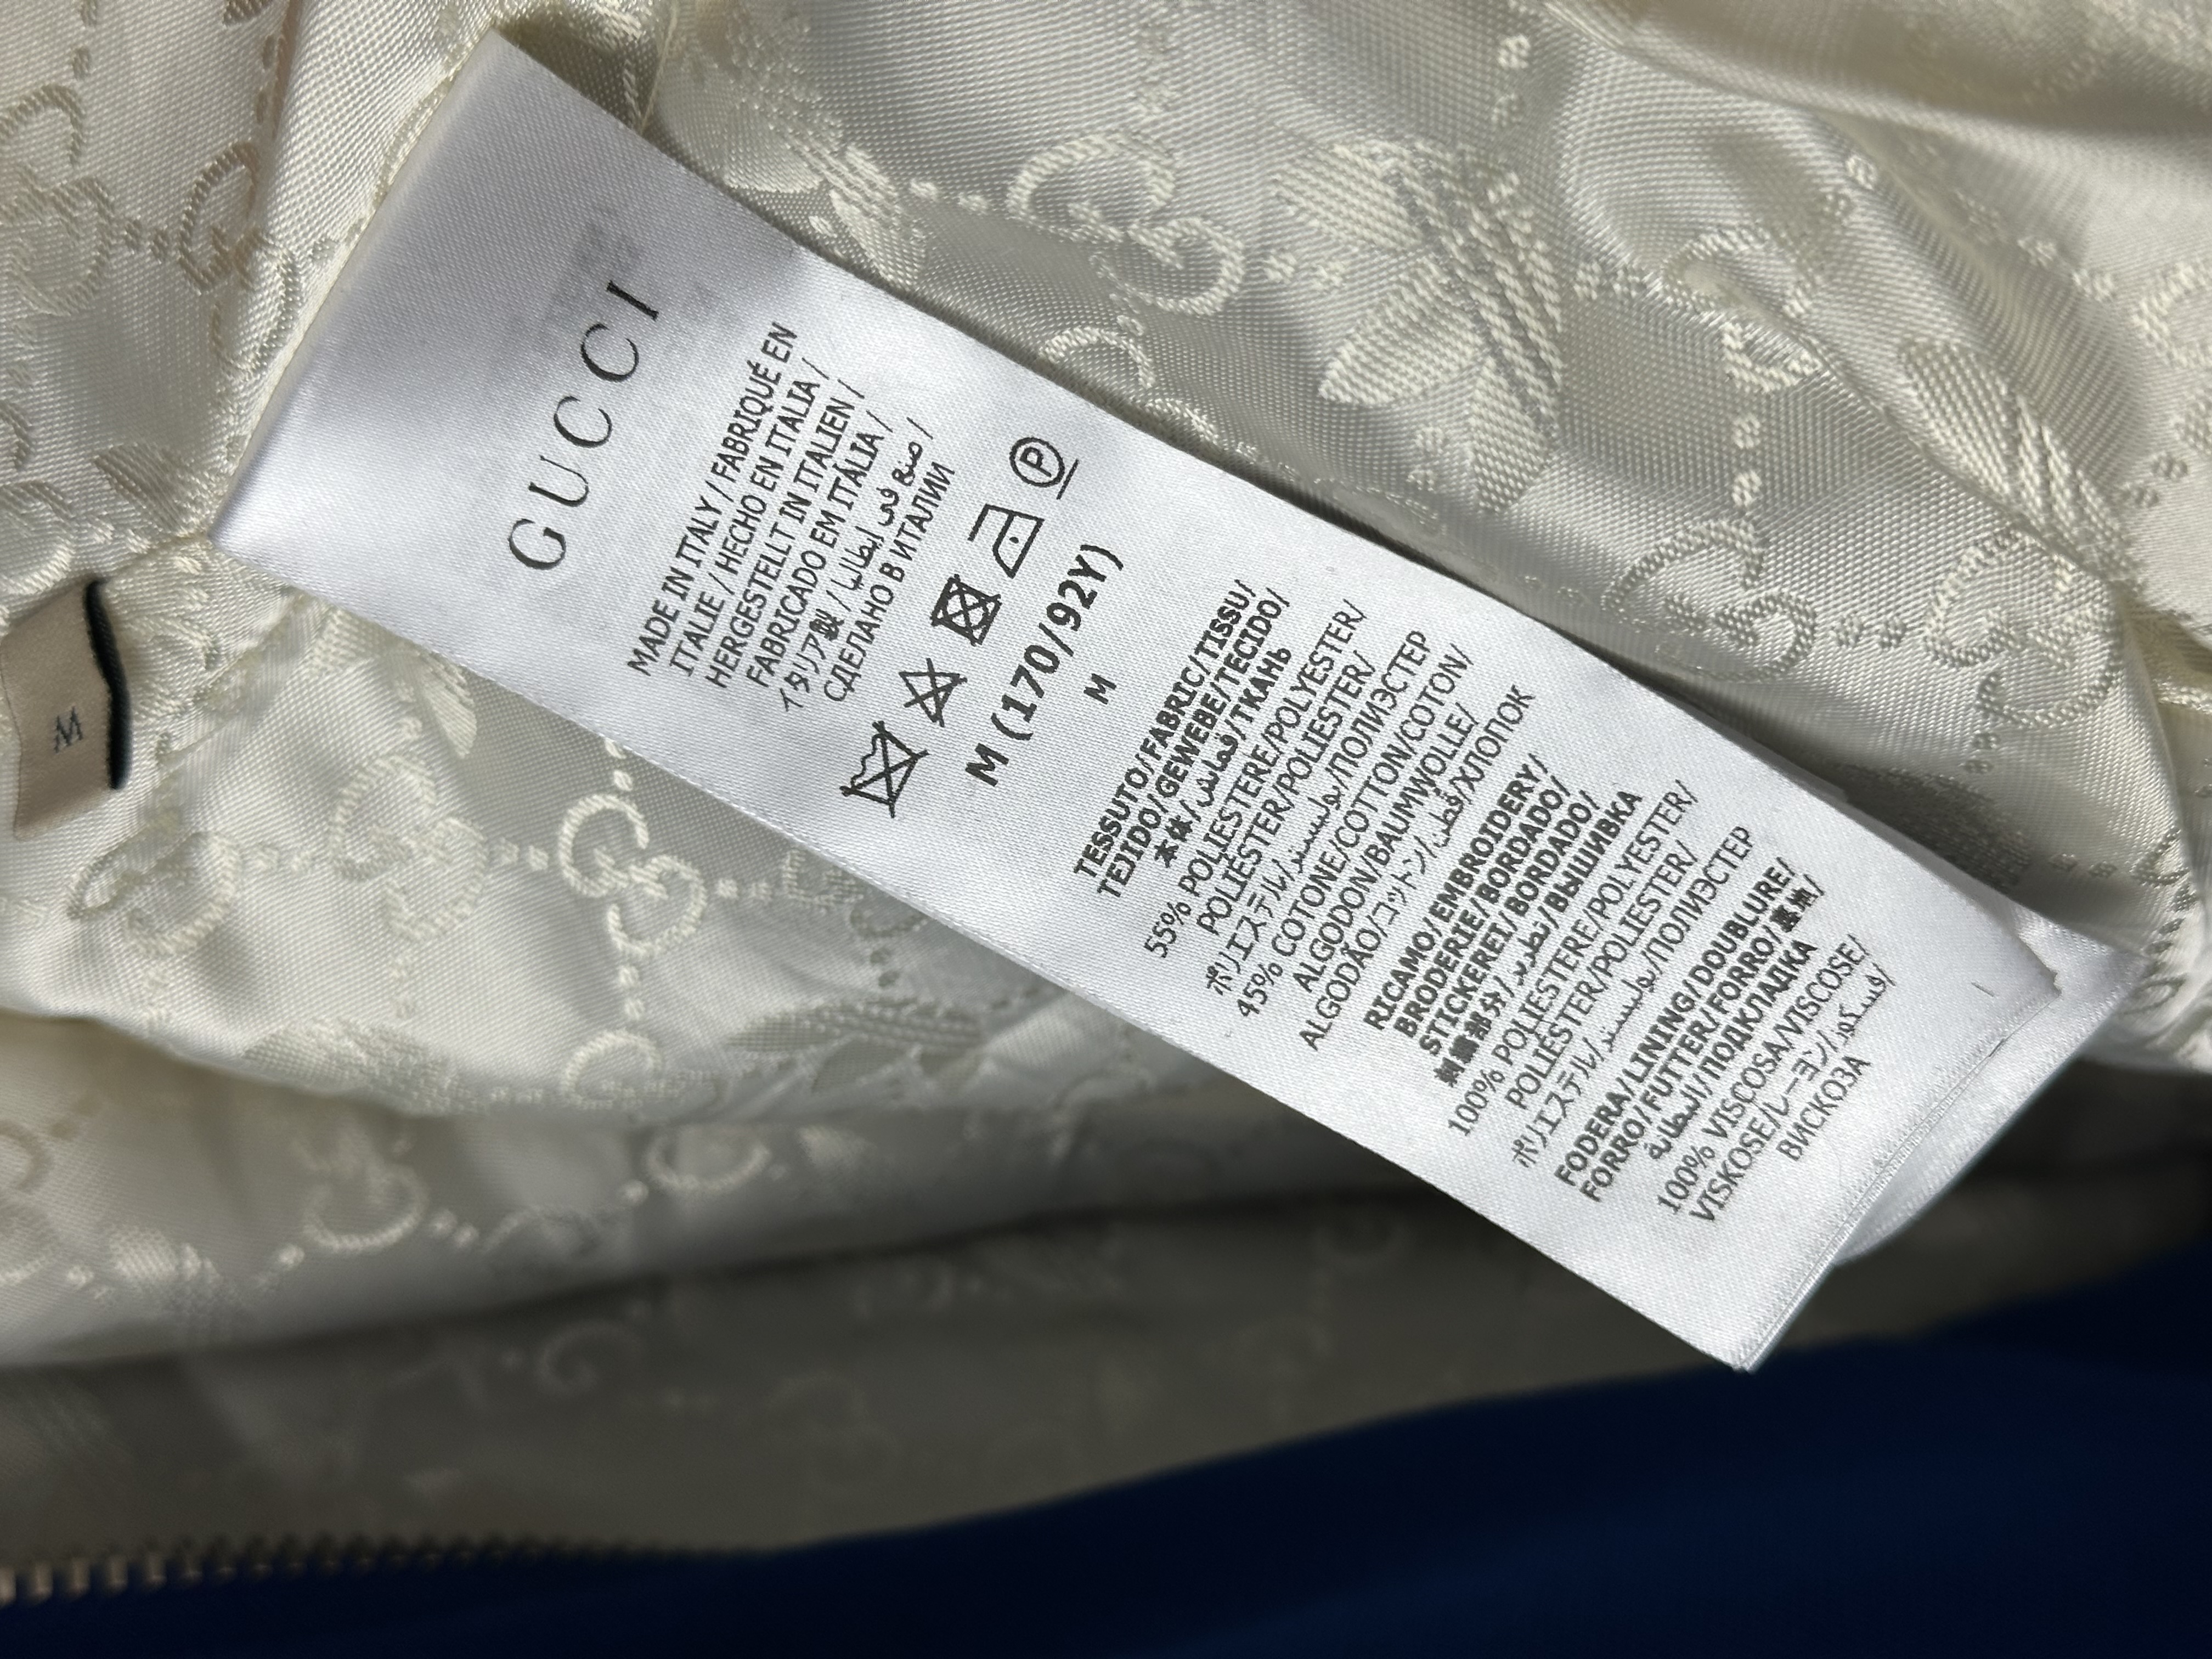 GUCCI
MADE IN ITALY / FABRIQUÉ EN
ITALIE / HECHO EN ITALIA /
HERGESTELLT IN ITALIEN /
FABRICADO EM ITÁLIA /
イタリア製 / صنع في إيطاليا /
СДЕЛАНО В ИТАЛИИ
P
M (170/92Y)
M
TESSUTO/FABRIC/TISSU/
TEJIDO/GEWEBE/TECIDO/
本体/قماش/ТКАНЬ
55% POLIESTERE/POLYESTER/
POLIÉSTER/POLIESTER/
ポリエステル/بوليستر/ПОЛИЭСТЕР
45% COTONE/COTTON/COTON/
ALGODON/BAUMWOLLE/
ALGODÃO/コットン/قطن/ХЛОПОК
RICAMO/EMBROIDERY/
BRODERIE/BORDADO/
STICKEREI/BORDADO/
刺繍部分/تطريز/ВЫШИВКА
100% POLIESTERE/POLYESTER/
POLIÉSTER/POLIESTER/
ポリエステル/بوليستر/ПОЛИЭСТЕР
FODERA/LINING/DOUBLURE/
FORRO/FUTTER/FORRO/裏地/
البطانة/ПОДКЛАДКА
100% VISCOSA/VISCOSE/
VISKOSE/レーヨン/فسكوز/
ВИСКОЗА
M